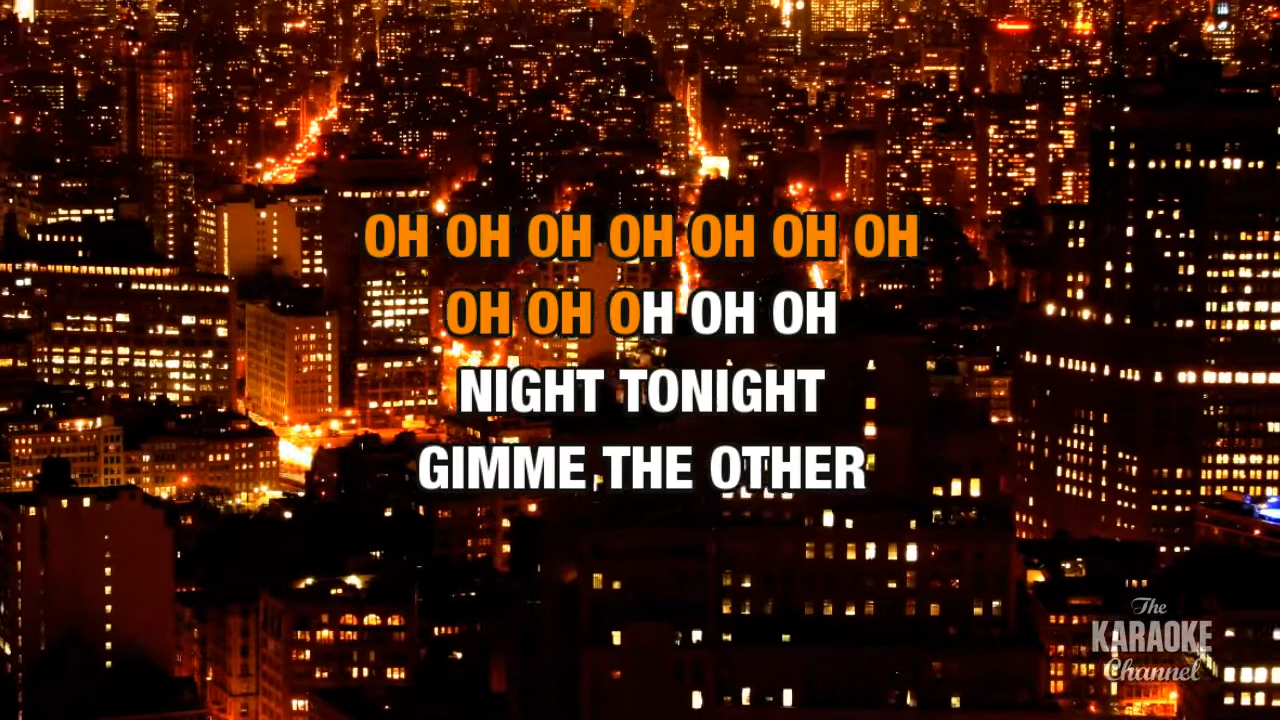 OH OH OH OH OH OH OH
OH OH OH OH OH
NIGHT TONIGHT
GIMME THE OTHER
The
KARAOKE
Channel